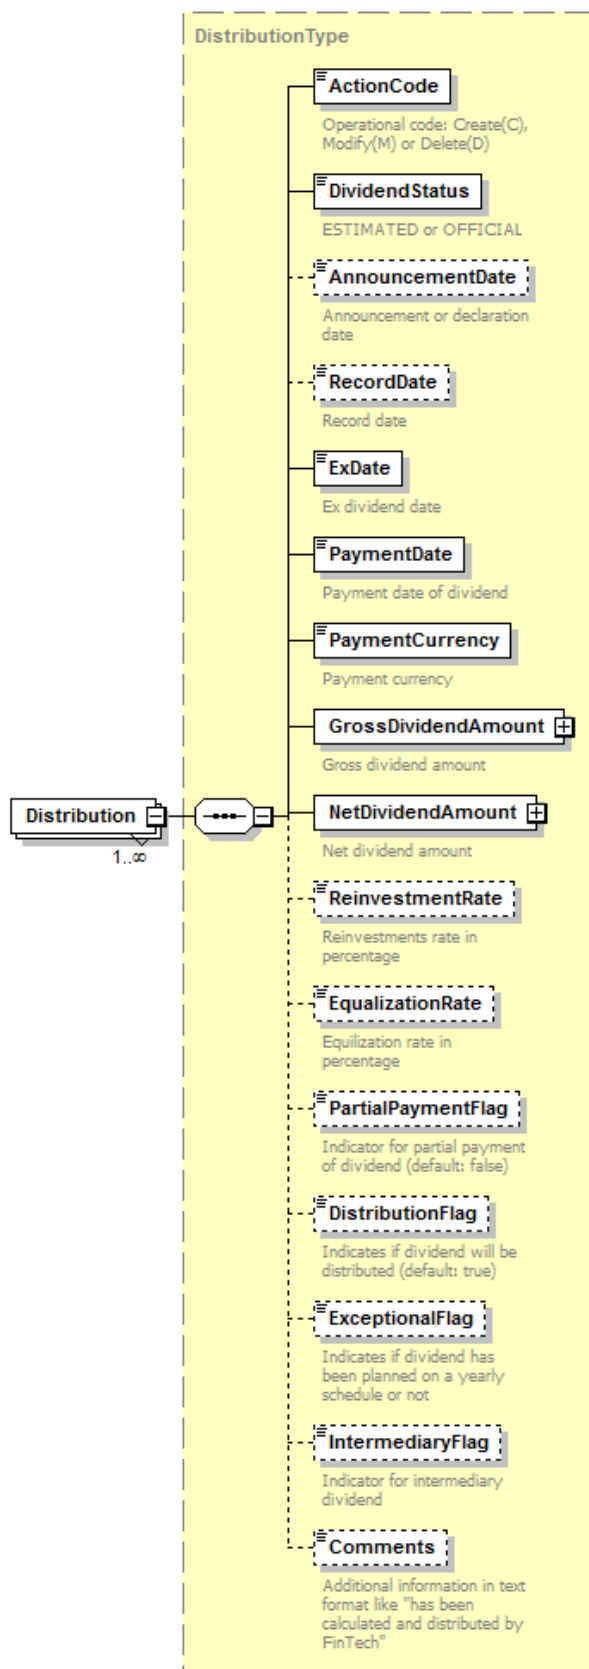 DistributionType
ActionCode
Operational code: Create(C),
Modify(M) or Delete(D)
DividendStatus
ESTIMATED or OFFICIAL
AnnouncementDate
Announcement or declaration
date
RecordDate
Record date
ExDate
Ex dividend date
PaymentDate
Payment date of dividend
PaymentCurrency
Payment currency
GrossDividendAmount
Gross dividend amount
Distribution
1..∞
NetDividendAmount
Net dividend amount
ReinvestmentRate
Reinvestments rate in
percentage
EqualizationRate
Equilization rate in
percentage
PartialPaymentFlag
Indicator for partial payment
of dividend (default: false)
DistributionFlag
Indicates if dividend will be
distributed (default: true)
ExceptionalFlag
Indicates if dividend has
been planned on a yearly
schedule or not
IntermediaryFlag
Indicator for intermediary
dividend
Comments
Additional information in text
format like "has been
calculated and distributed by
FinTech"